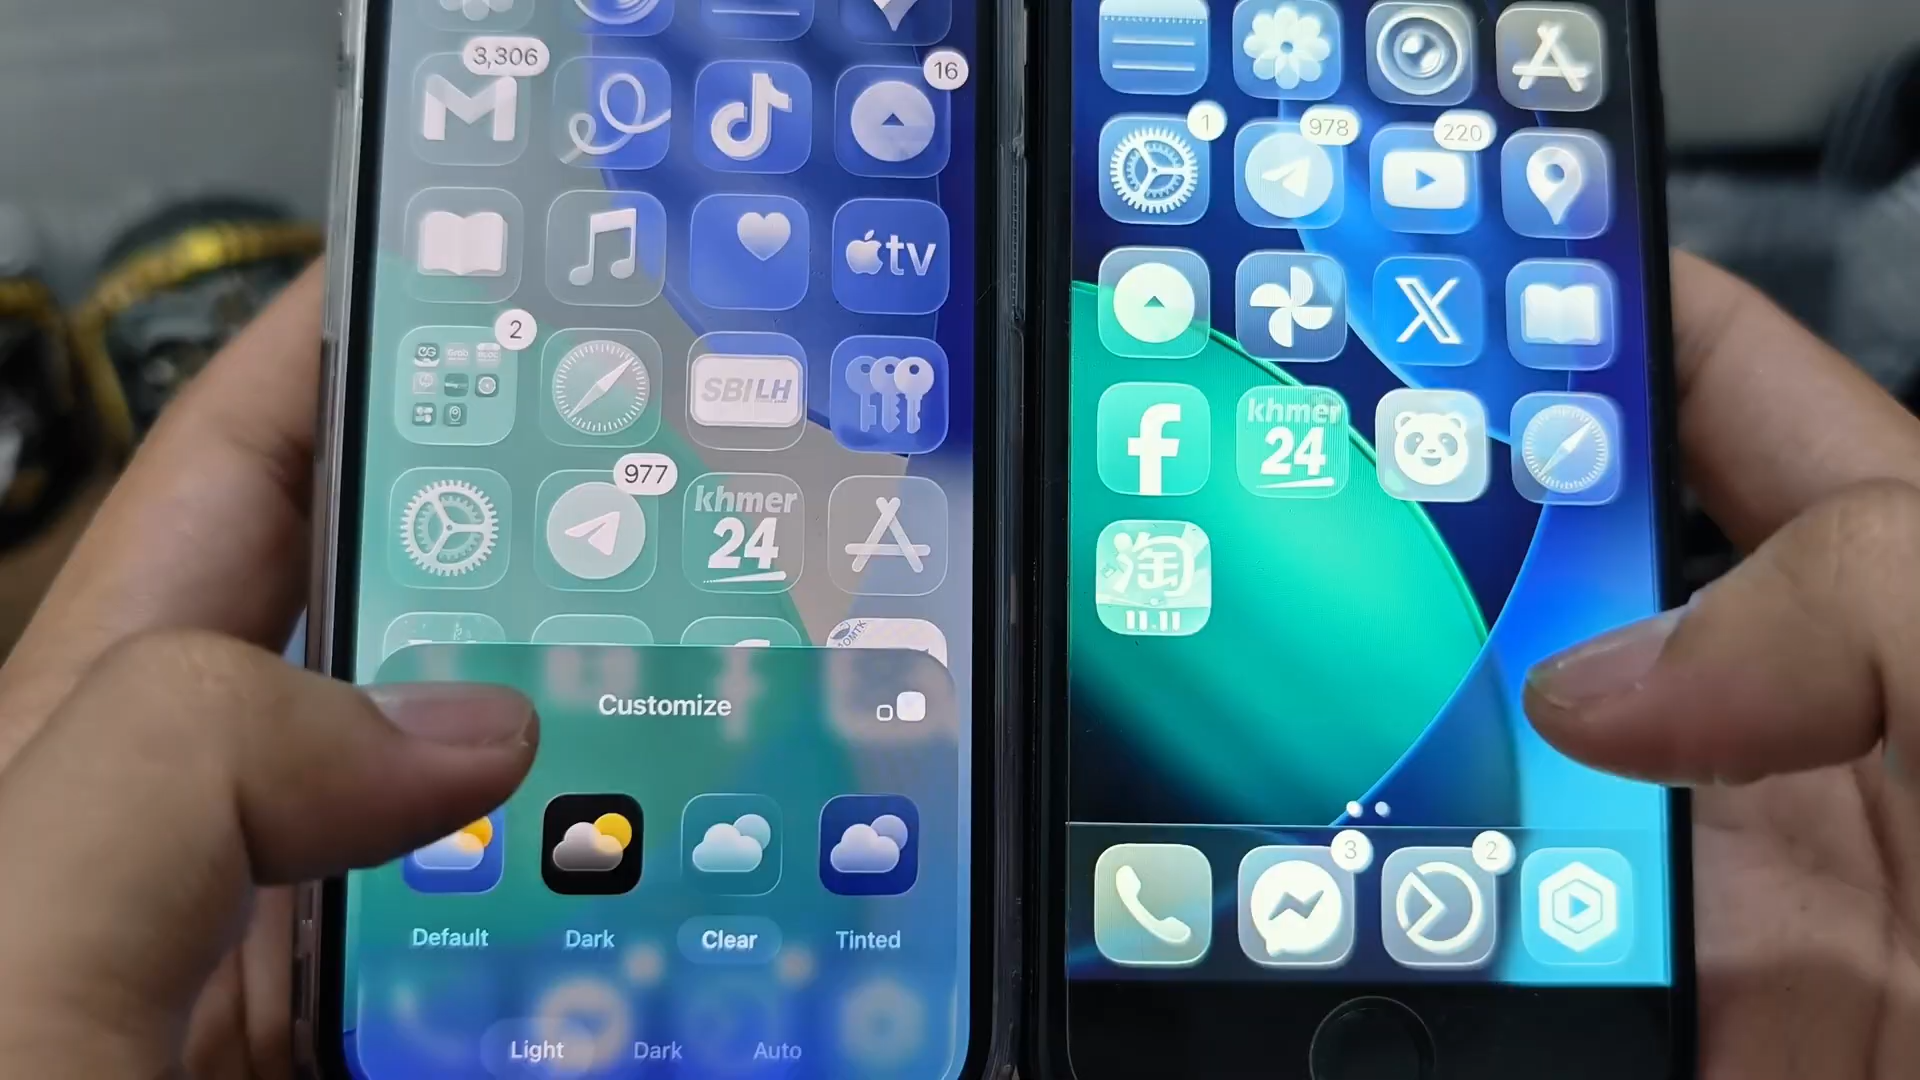 3,306
16
tv
2
SBILH
977
khmer
24
Customize
Default
Dark
Clear
Tinted
Light
Dark
Auto
1
978
220
khmer
24
淘
11.11
3
2